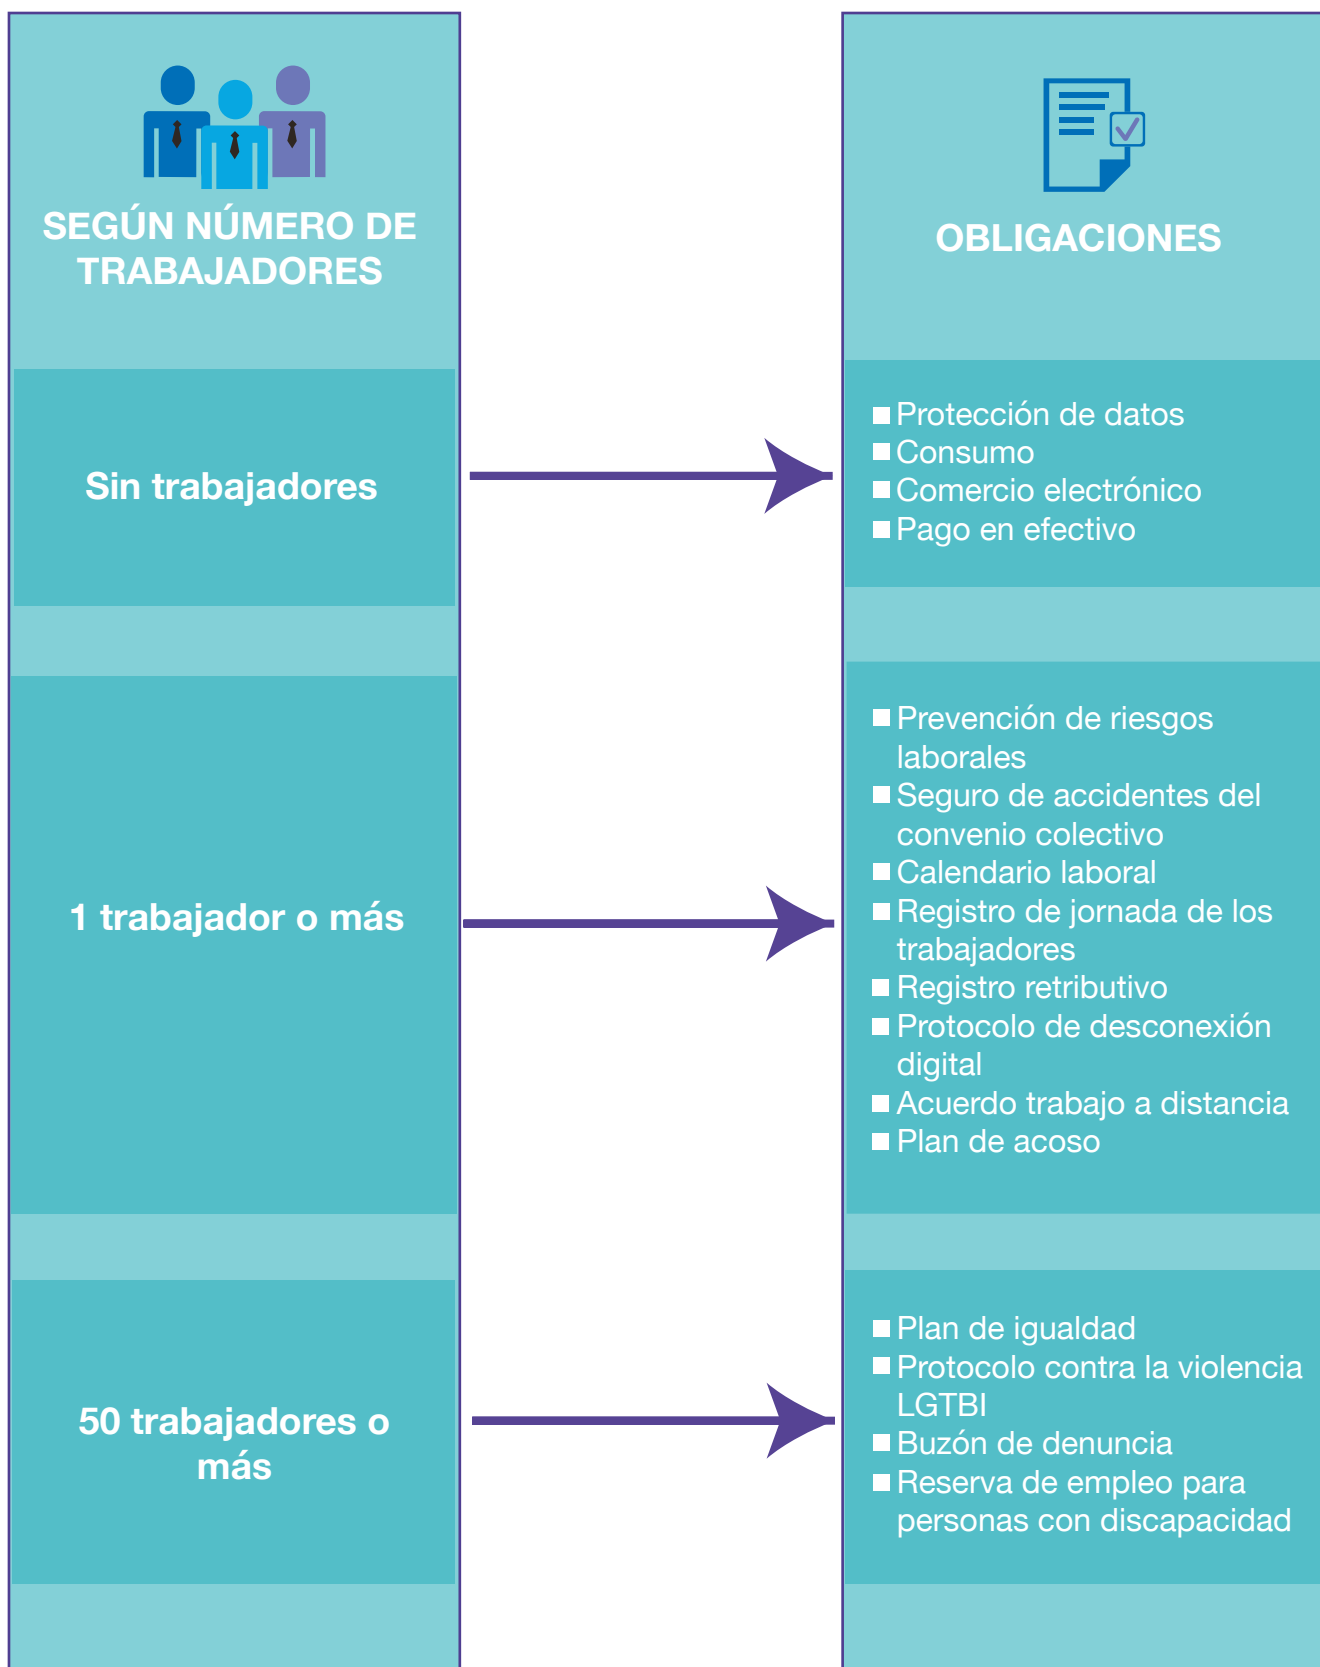 SEGÚN NÚMERO DE
TRABAJADORES
OBLIGACIONES
Sin trabajadores
Protección de datos
Consumo
Comercio electrónico
Pago en efectivo
1 trabajador o más
Prevención de riesgos
laborales
Seguro de accidentes del
convenio colectivo
Calendario laboral
Registro de jornada de los
trabajadores
Registro retributivo
Protocolo de desconexión
digital
Acuerdo trabajo a distancia
Plan de acoso
50 trabajadores o
más
Plan de igualdad
Protocolo contra la violencia
LGTBI
Buzón de denuncia
Reserva de empleo para
personas con discapacidad